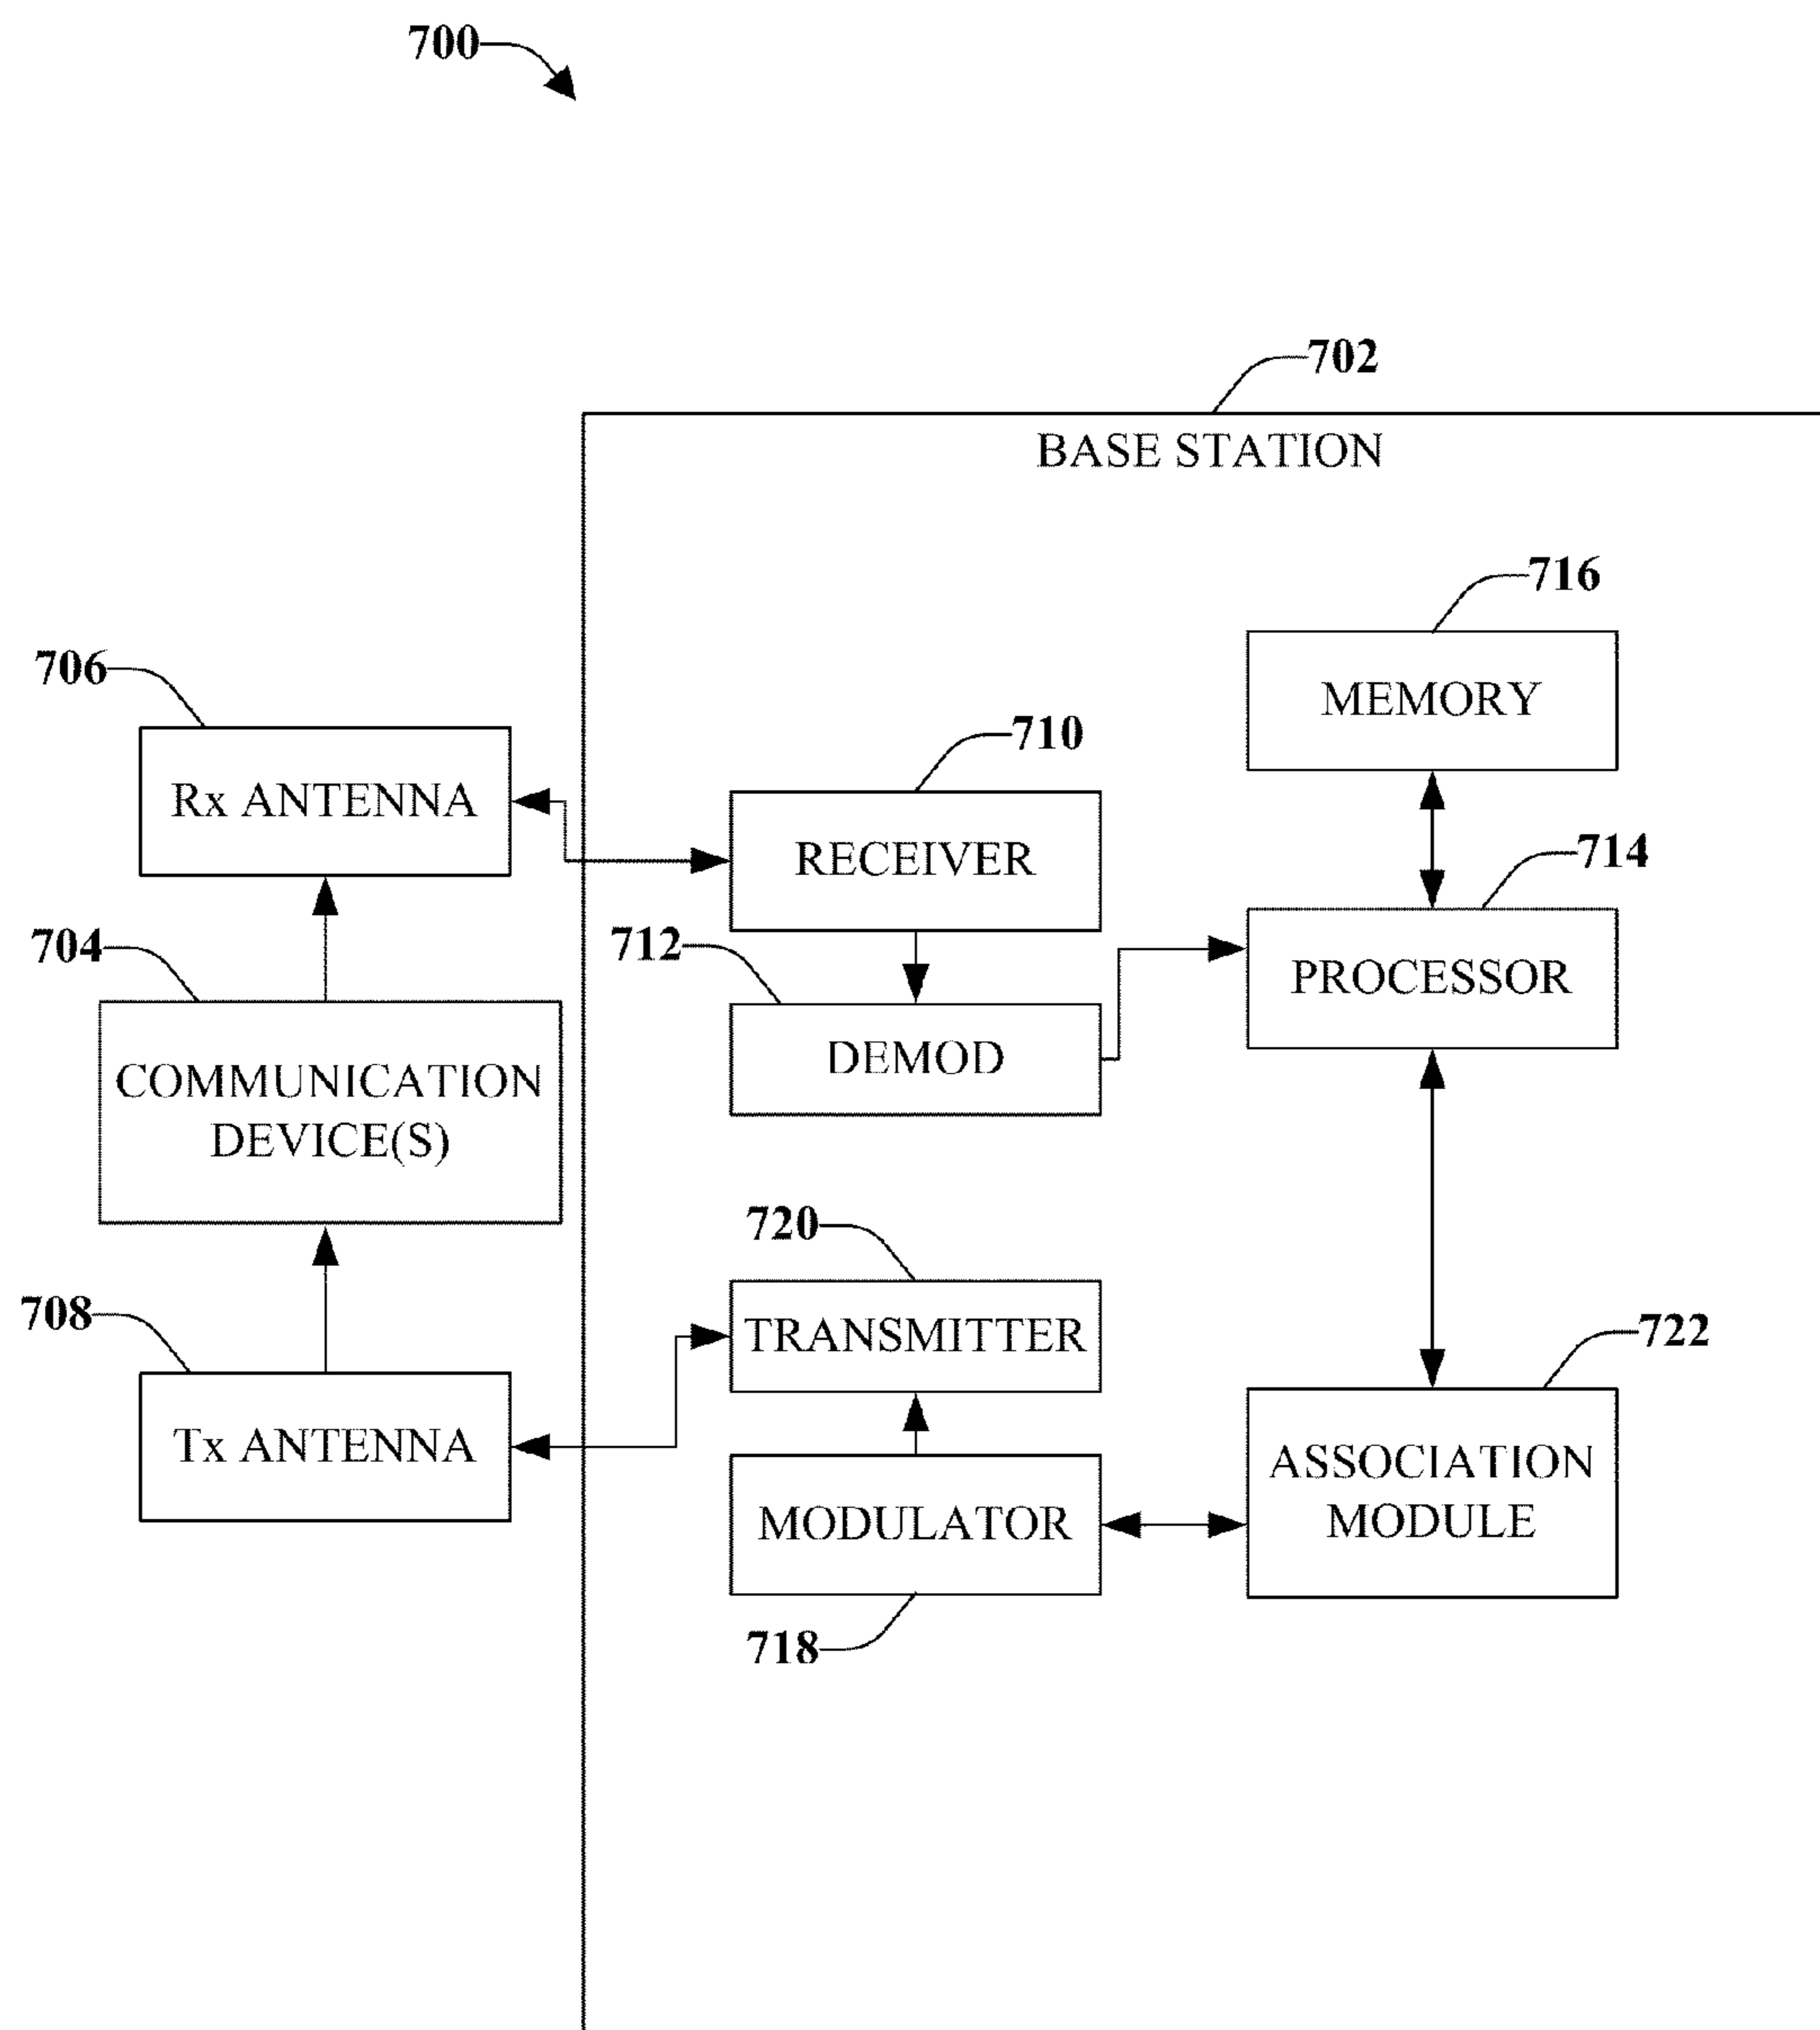 700
702
BASE STATION
716
MEMORY
706
Rx ANTENNA
710
RECEIVER
714
PROCESSOR
704
COMMUNICATION
DEVICE(S)
712
DEMOD
720
TRANSMITTER
708
Tx ANTENNA
722
ASSOCIATION
MODULE
MODULATOR
718